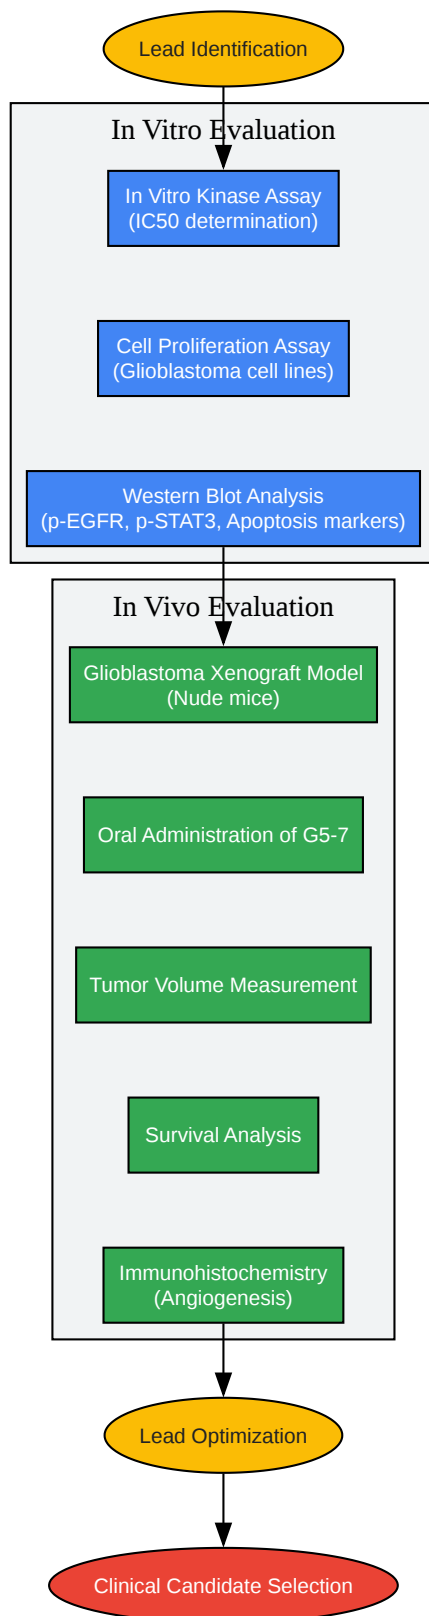 Lead Identification
In Vitro Evaluation
In Vitro Kinase Assay
(IC50 determination)
Cell Proliferation Assay
(Glioblastoma cell lines)
Western Blot Analysis
(p-EGFR, p-STAT3, Apoptosis markers)
In Vivo Evaluation
Glioblastoma Xenograft Model
(Nude mice)
Oral Administration of G5-7
Tumor Volume Measurement
Survival Analysis
Immunohistochemistry
(Angiogenesis)
Lead Optimization
Clinical Candidate Selection